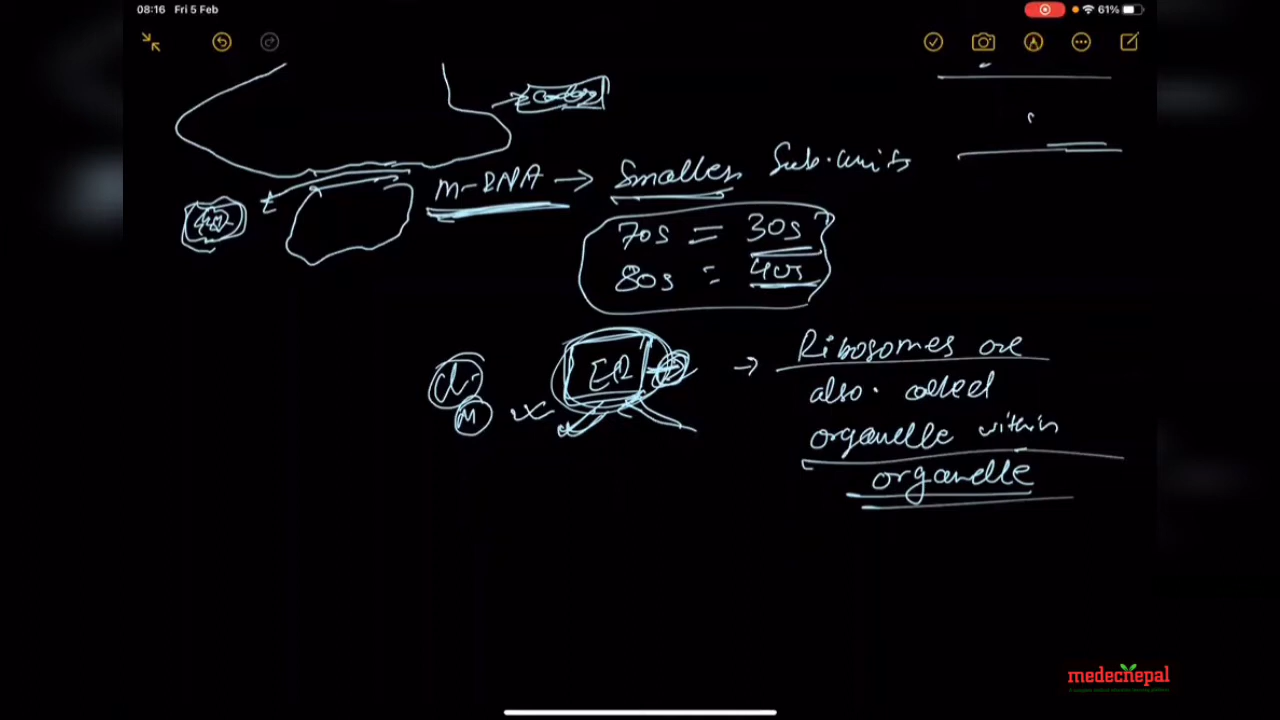 08:16 Fri 5 Feb
61%
m-RNA → Smaller Sub-units
70s = 30s
80s = 40s
ER
M
→ Ribosomes are
also called
organelle within
organelle
medecnepal